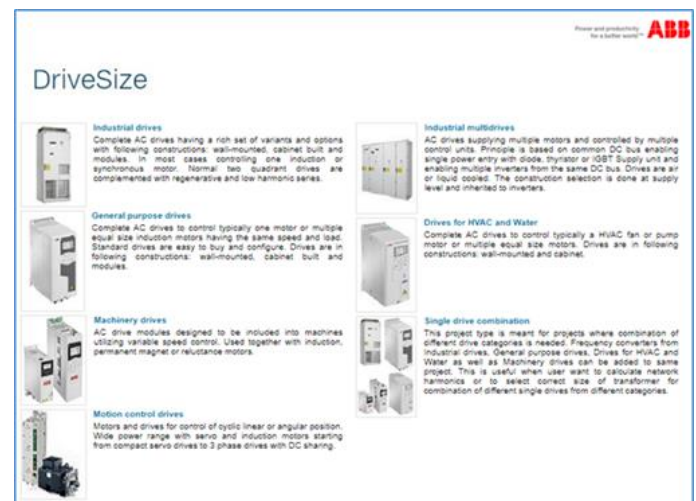 Power and productivity
for a better world™
ABB
DriveSize
Industrial drives
Complete AC drives having a rich set of variants and options
with following constructions: wall-mounted, cabinet built and
modules. In most cases controlling one induction or
synchronous motor. Normal two quadrant drives are
complemented with regenerative and low harmonic series.
General purpose drives
Complete AC drives to control typically one motor or multiple
equal size induction motors having the same speed and load.
Standard drives are easy to buy and configure. Drives are in
following constructions: wall-mounted, cabinet built and
modules.
Machinery drives
AC drive modules designed to be included into machines
utilizing variable speed control. Used together with induction,
permanent magnet or reluctance motors.
Motion control drives
Motors and drives for control of cyclic linear or angular position.
Wide power range with servo and induction motors starting
from compact servo drives to 3 phase drives with DC sharing.
Industrial multidrives
AC drives supplying multiple motors and controlled by multiple
control units. Principle is based on common DC bus enabling
single power entry with diode, thyristor or IGBT Supply unit and
enabling multiple inverters from the same DC bus. Drives are air
or liquid cooled. The construction selection is done at supply
level and inherited to inverters.
Drives for HVAC and Water
Complete AC drives to control typically a HVAC fan or pump
motor or multiple equal size motors. Drives are in following
constructions: wall-mounted and cabinet.
Single drive combination
This project type is meant for projects where combination of
different drive categories is needed. Frequency converters from
Industrial drives, General purpose drives, Drives for HVAC and
Water as well as Machinery drives can be added to same
project. This is useful when user want to calculate network
harmonics or to select correct size of transformer for
combination of different single drives from different categories.